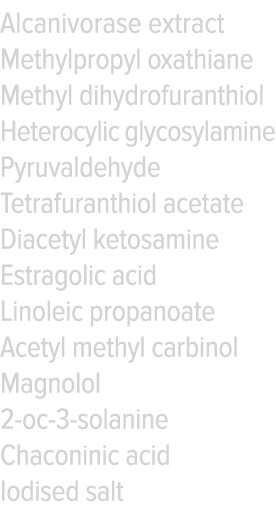 Alcanivorase extract
Methylpropyl oxathiane
Methyl dihydrofuranthiol
Heterocylic glycosylamine
Pyruvaldehyde
Tetrafuranthiol acetate
Diacetyl ketosamine
Estragolic acid
Linoleic propanoate
Acetyl methyl carbinol
Magnolol
2-oc-3-solanine
Chaconinic acid
Iodised salt